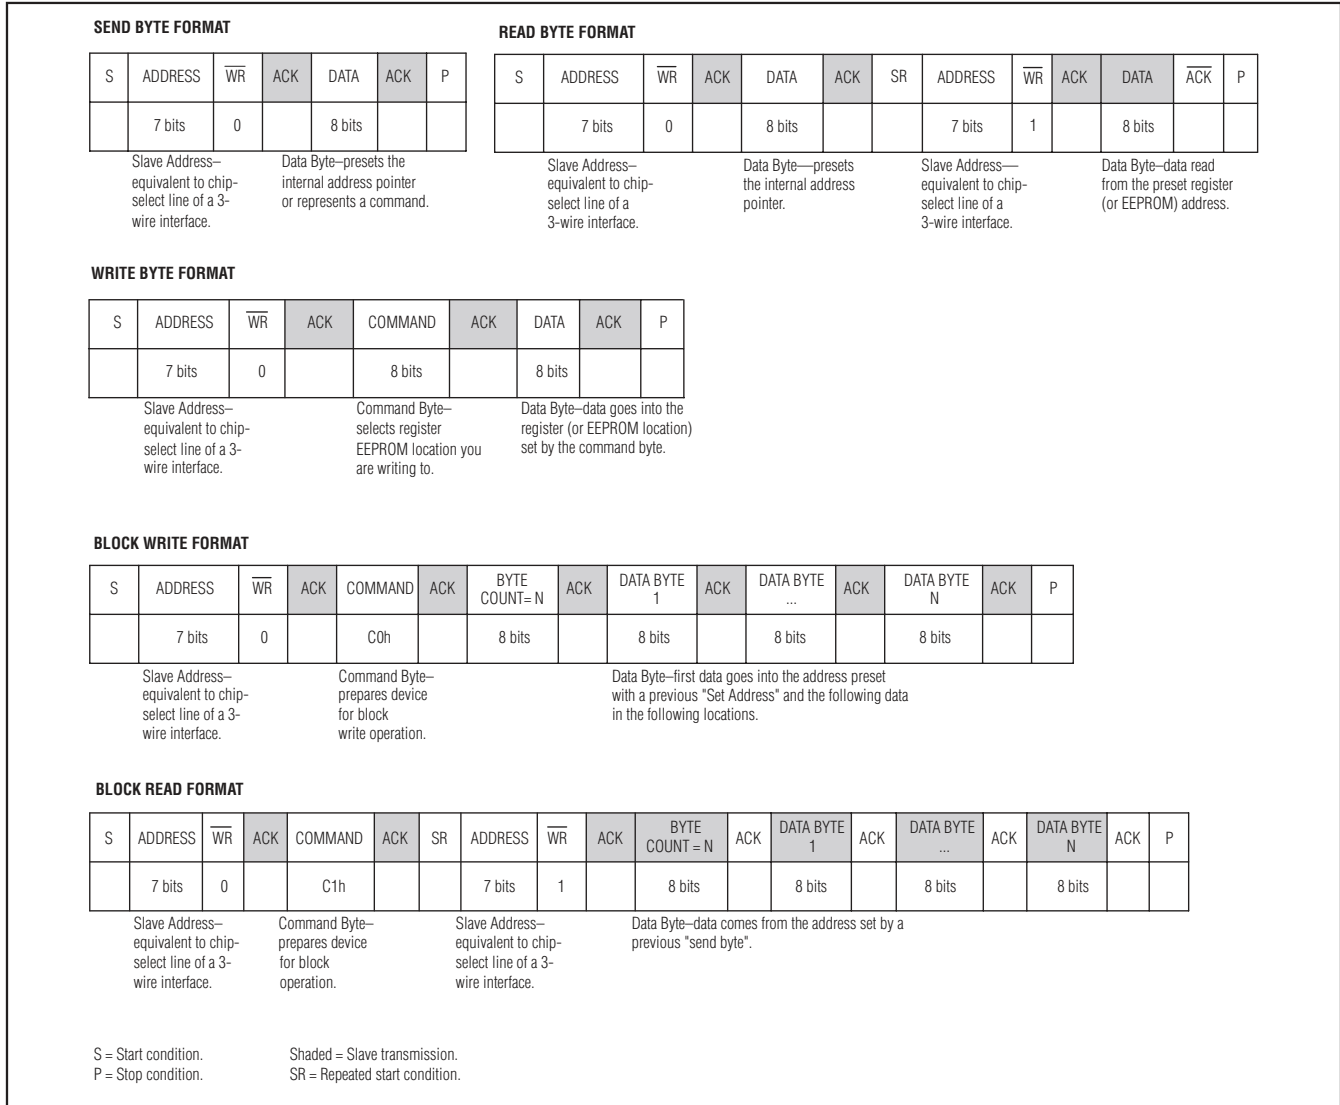 SEND BYTE FORMAT
S ADDRESS WR ACK DATA ACK P
7 bits 0 8 bits
Slave Address–
equivalent to chip-
select line of a 3-
wire interface.
Data Byte–presets the
internal address pointer
or represents a command.
READ BYTE FORMAT
S ADDRESS WR ACK DATA ACK SR ADDRESS WR ACK DATA ACK P
7 bits 0 8 bits 7 bits 1 8 bits
Slave Address–
equivalent to chip-
select line of a
3-wire interface.
Data Byte—presets
the internal address
pointer.
Slave Address—
equivalent to chip-
select line of a
3-wire interface.
Data Byte–data read
from the preset register
(or EEPROM) address.
WRITE BYTE FORMAT
S ADDRESS WR ACK COMMAND ACK DATA ACK P
7 bits 0 8 bits 8 bits
Slave Address–
equivalent to chip-
select line of a 3-
wire interface.
Command Byte–
selects register
EEPROM location you
are writing to.
Data Byte–data goes into the
register (or EEPROM location)
set by the command byte.
BLOCK WRITE FORMAT
S ADDRESS WR ACK COMMAND ACK BYTE COUNT= N ACK DATA BYTE 1 ACK DATA BYTE ... ACK DATA BYTE N ACK P
7 bits 0 C0h 8 bits 8 bits 8 bits 8 bits
Slave Address–
equivalent to chip-
select line of a 3-
wire interface.
Command Byte–
prepares device
for block
write operation.
Data Byte–first data goes into the address preset
with a previous "Set Address" and the following data
in the following locations.
BLOCK READ FORMAT
S ADDRESS WR ACK COMMAND ACK SR ADDRESS WR ACK BYTE COUNT = N ACK DATA BYTE 1 ACK DATA BYTE ... ACK DATA BYTE N ACK P
7 bits 0 C1h 7 bits 1 8 bits 8 bits 8 bits 8 bits
Slave Address–
equivalent to chip-
select line of a 3-
wire interface.
Command Byte–
prepares device
for block
operation.
Slave Address–
equivalent to chip-
select line of a 3-
wire interface.
Data Byte–data comes from the address set by a
previous "send byte".
S = Start condition.
P = Stop condition.
Shaded = Slave transmission.
SR = Repeated start condition.